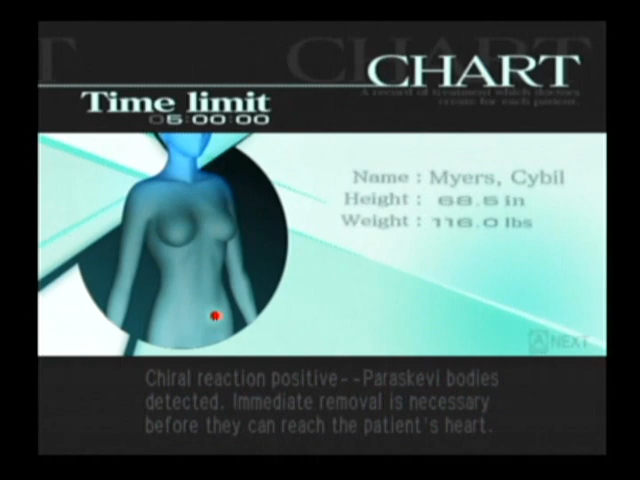 CHART
A record of treatment which doctors
create for each patient.
Time limit
05:00:00
Name : Myers, Cybil
Height : 68.5 in
Weight : 116.0 lbs
A NEXT
Chiral reaction positive--Paraskevi bodies
detected. Immediate removal is necessary
before they can reach the patient's heart.